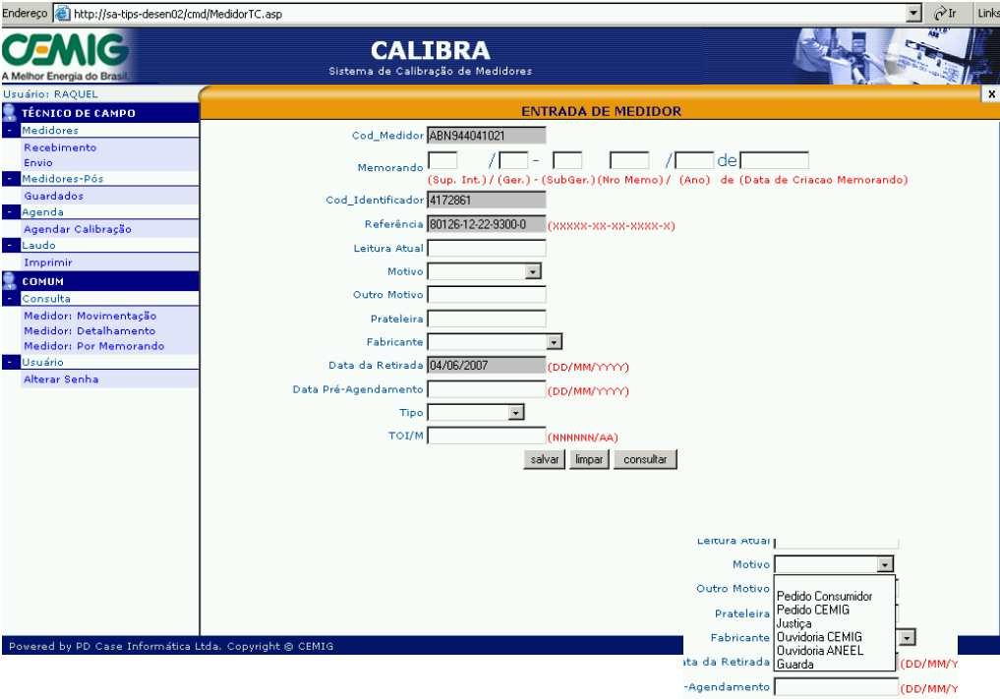 Endereço http://sa-tips-desen02/cmd/MedidorTC.asp Ir Links
CEMIG
A Melhor Energia do Brasil.
CALIBRA
Sistema de Calibração de Medidores
Usuário: RAQUEL
x
TÉCNICO DE CAMPO
- Medidores
Recebimento
Envio
- Medidores-Pós
Guardados
- Agenda
Agendar Calibração
- Laudo
Imprimir
COMUM
- Consulta
Medidor: Movimentação
Medidor: Detalhamento
Medidor: Por Memorando
- Usuário
Alterar Senha
ENTRADA DE MEDIDOR
Cod_Medidor ABN944041021
Memorando / - / de
(Sup. Int.) / (Ger.) - (SubGer.) (Nro Memo) / (Ano) de (Data de Criacao Memorando)
Cod_Identificador 4172861
Referência 80126-12-22-9300-0 (XXXXX-XX-XX-XXXX-X)
Leitura Atual
Motivo
Outro Motivo
Prateleira
Fabricante
Data da Retirada 04/06/2007 (DD/MM/YYYY)
Data Pré-Agendamento (DD/MM/YYYY)
Tipo
TOI/M (NNNNNN/AA)
salvar limpar consultar
Leitura Atual
Motivo
Outro Motivo
Pedido Consumidor
Prateleira Pedido CEMIG
Justiça
Fabricante Ouvidoria CEMIG
Ouvidoria ANEEL
ata da Retirada Guarda (DD/MM/Y
-Agendamento (DD/MM/Y
Powered by PD Case Informática Ltda. Copyright © CEMIG